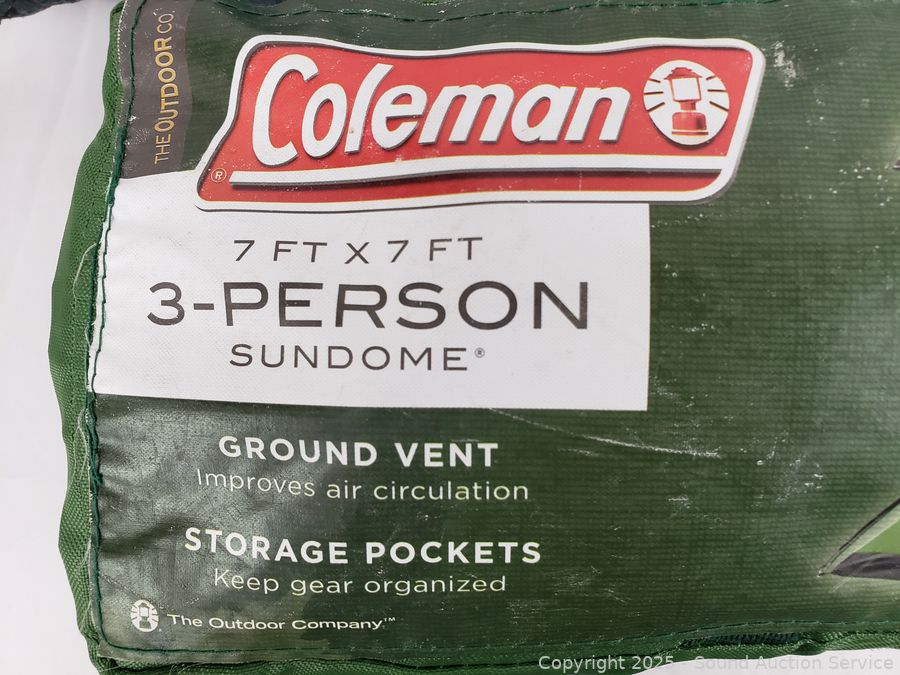 THE OUTDOOR CO.
Coleman
®
7 FT X 7 FT
3-PERSON
SUNDOME®
GROUND VENT
Improves air circulation
STORAGE POCKETS
Keep gear organized
The Outdoor Company™
Copyright 2025 - Sound Auction Service